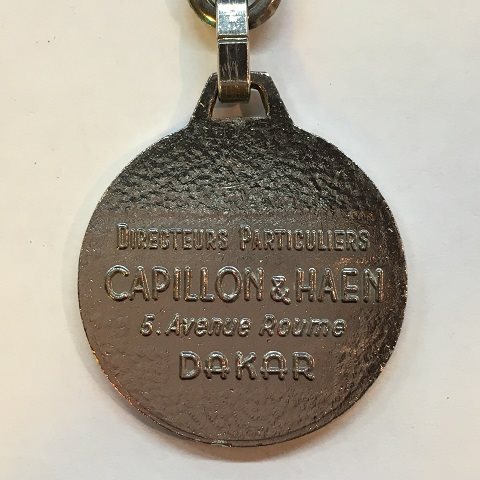 DIRECTEURS PARTICULIERS
CAPILLON & HAEN
5. Avenue Roume
DAKAR